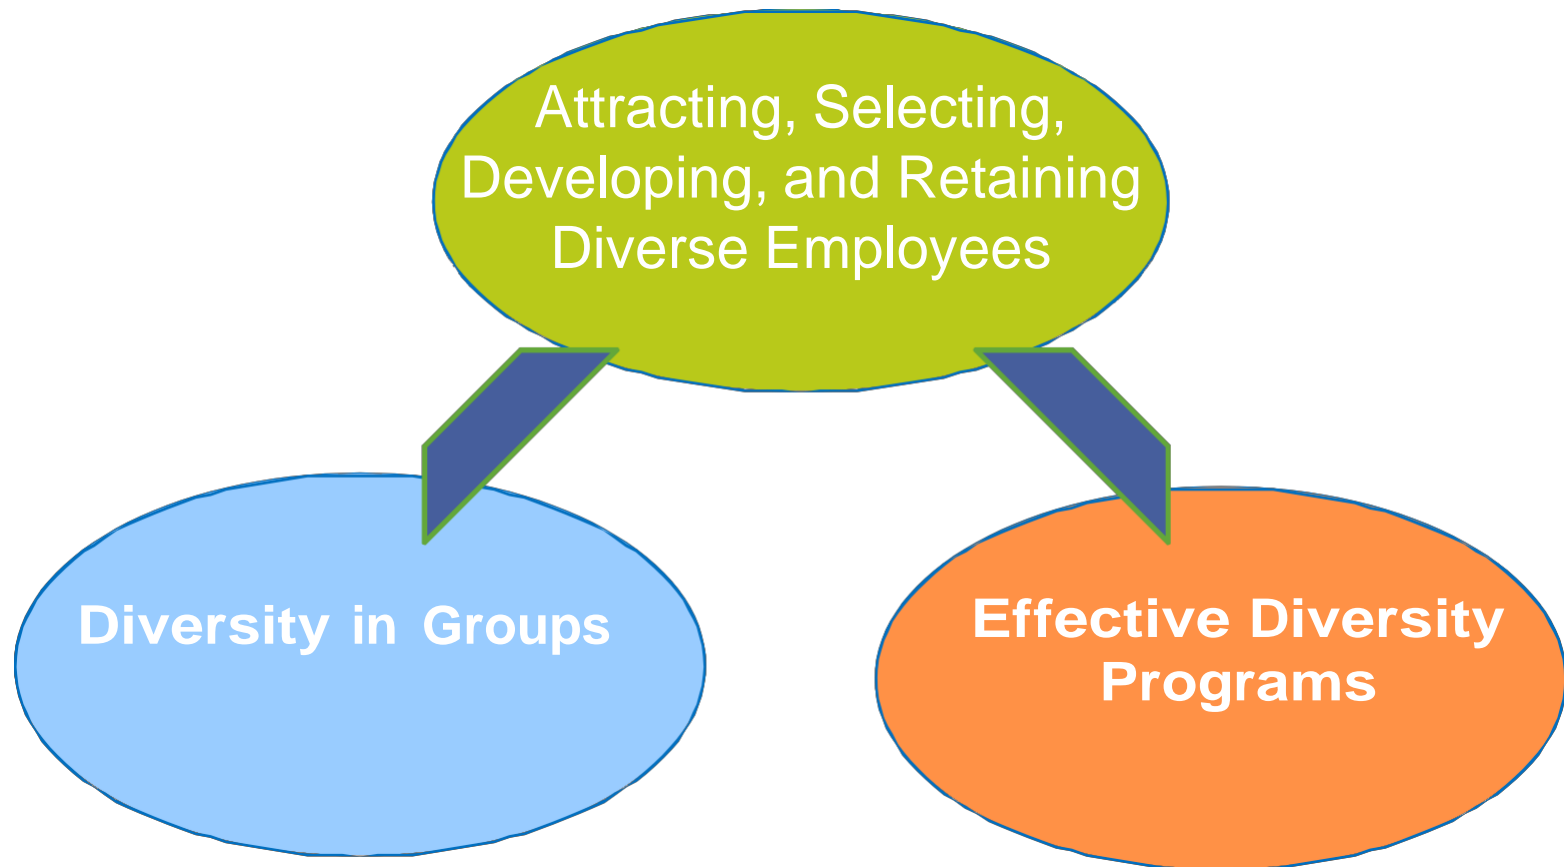 Attracting, Selecting,
Developing, and Retaining
Diverse Employees
Diversity in Groups
Effective Diversity
Programs